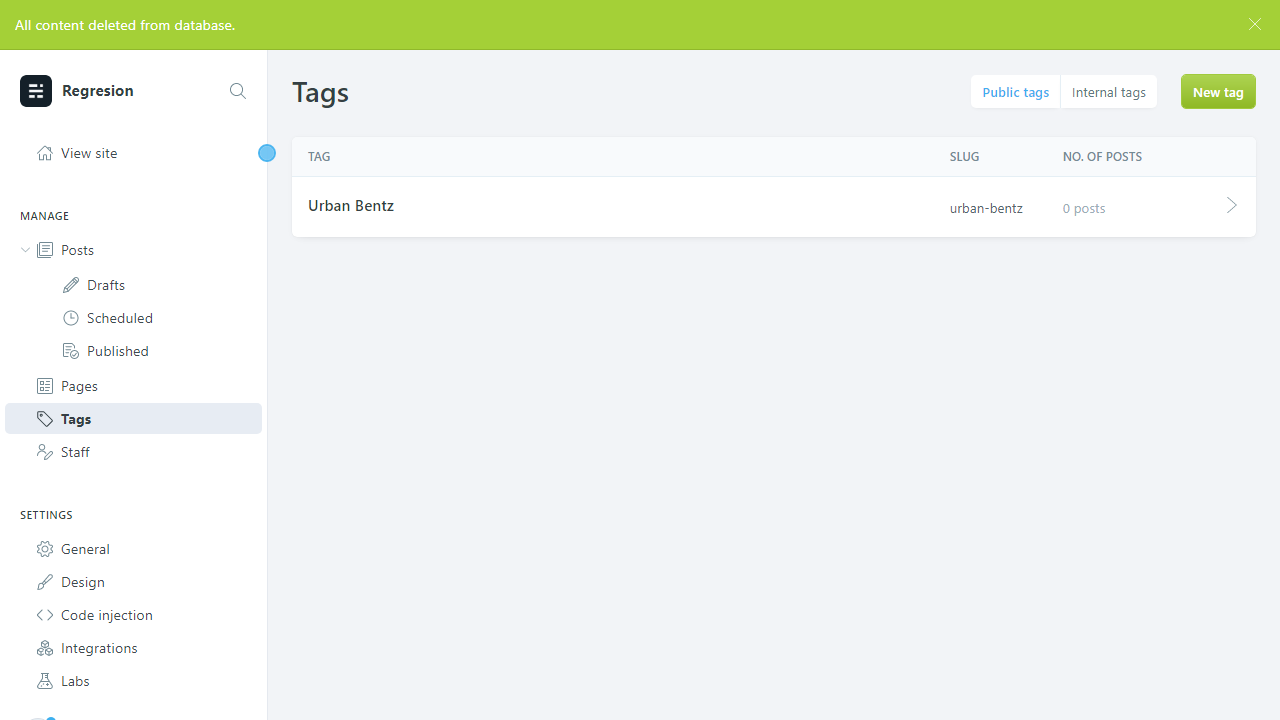 All content deleted from database.
Regresion
View site
MANAGE
Posts
Drafts
Scheduled
Published
Pages
Tags
Staff
SETTINGS
General
Design
Code injection
Integrations
Labs
Tags
Public tags
Internal tags
New tag
TAG
SLUG
NO. OF POSTS
Urban Bentz
urban-bentz
0 posts